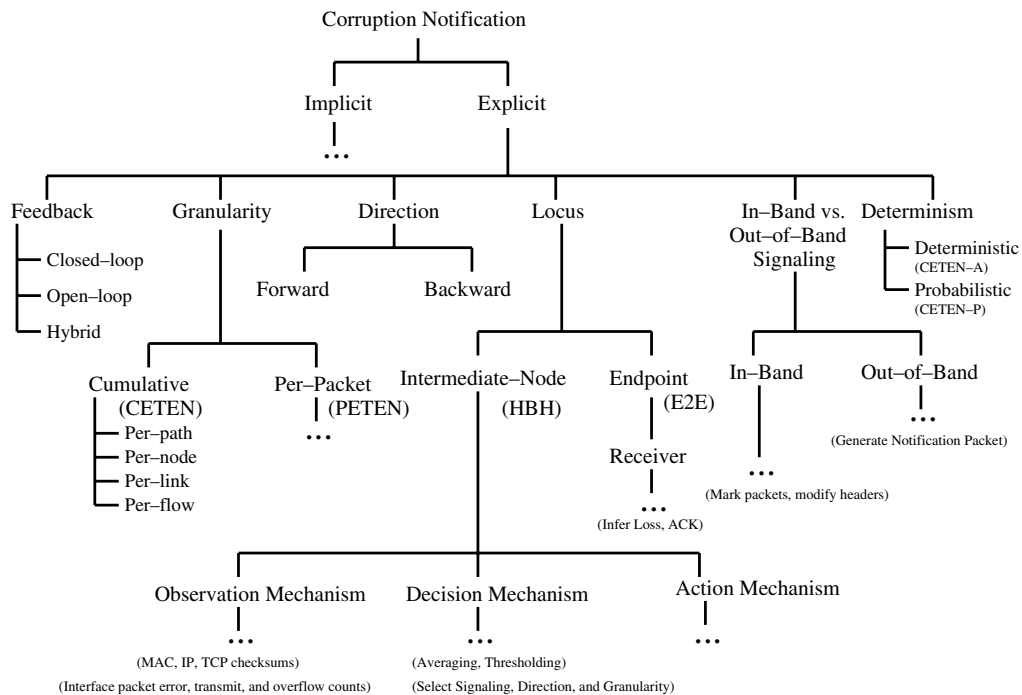 Corruption Notification
Implicit
Explicit
...
Feedback
Granularity
Direction
Locus
In–Band vs.
Out–of–Band
Signaling
Determinism
Closed–loop
Open–loop
Hybrid
Forward
Backward
Deterministic
(CETEN–A)
Probabilistic
(CETEN–P)
Cumulative
(CETEN)
Per–path
Per–node
Per–link
Per–flow
Per–Packet
(PETEN)
...
Intermediate–Node
(HBH)
Endpoint
(E2E)
Receiver
...
(Infer Loss, ACK)
In–Band
...
(Mark packets, modify headers)
Out–of–Band
...
(Generate Notification Packet)
Observation Mechanism
...
(MAC, IP, TCP checksums)
(Interface packet error, transmit, and overflow counts)
Decision Mechanism
...
(Averaging, Thresholding)
(Select Signaling, Direction, and Granularity)
Action Mechanism
...